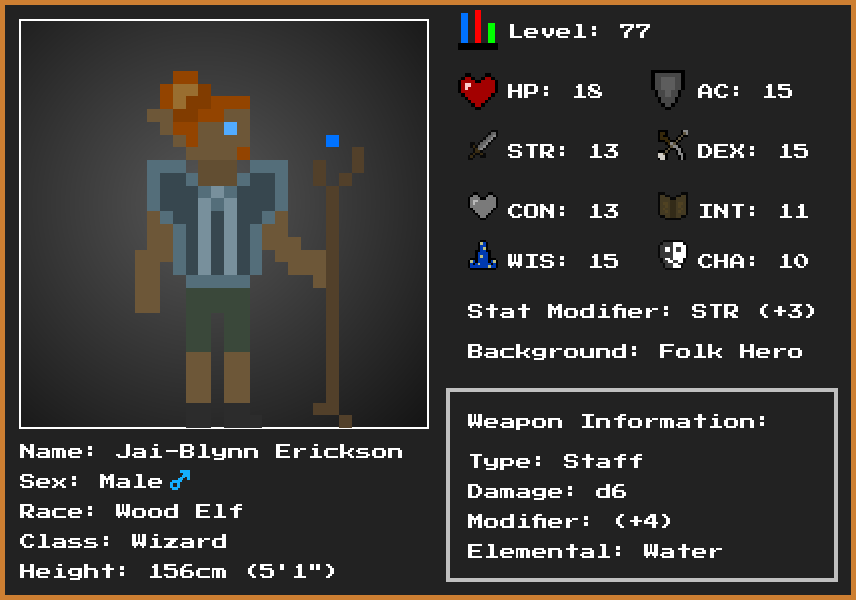 Level: 77
HP: 18 AC: 15
STR: 13 DEX: 15
CON: 13 INT: 11
WIS: 15 CHA: 10
Stat Modifier: STR (+3)
Background: Folk Hero
Weapon Information:
Type: Staff
Damage: d6
Modifier: (+4)
Elemental: Water
Name: Jai-Blynn Erickson
Sex: Male♂
Race: Wood Elf
Class: Wizard
Height: 156cm (5'1")